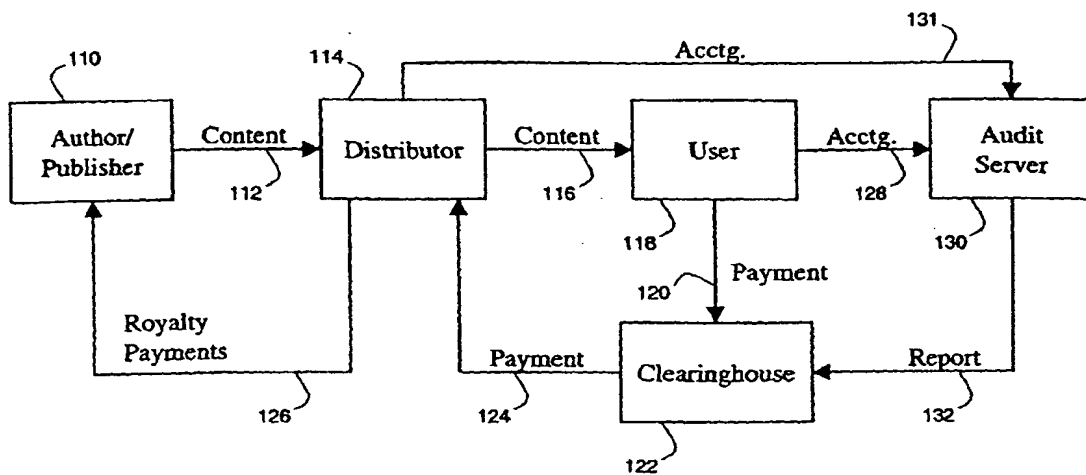 131
110
114
Acctg.
Author/
Publisher
Content
112
Distributor
Content
116
User
118
Acctg.
128
Audit
Server
130
120
Payment
Royalty
Payments
126
Payment
124
Clearinghouse
122
Report
132